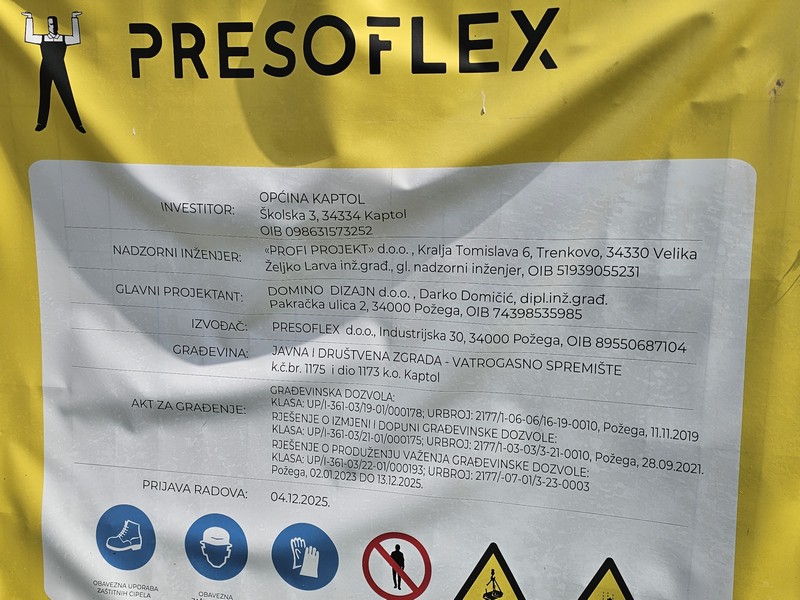 PRESOFLEX
INVESTITOR: OPĆINA KAPTOL
Školska 3, 34334 Kaptol
OIB 098631573252
NADZORNI INŽENJER: «PROFI PROJEKT» d.o.o. , Kralja Tomislava 6, Trenkovo, 34330 Velika
Željko Larva inž.građ., gl. nadzorni inženjer, OIB 51939055231
GLAVNI PROJEKTANT: DOMINO DIZAJN d.o.o. , Darko Domičić, dipl.inž.građ.
Pakračka ulica 2, 34000 Požega, OIB 74398535985
IZVOĐAČ: PRESOFLEX d.o.o., Industrijska 30, 34000 Požega, OIB 89550687104
GRAĐEVINA: JAVNA I DRUŠTVENA ZGRADA - VATROGASNO SPREMIŠTE
k.č.br. 1175 i dio 1173 k.o. Kaptol
AKT ZA GRAĐENJE: GRAĐEVINSKA DOZVOLA:
KLASA: UP/I-361-03/19-01/000178; URBROJ: 2177/1-06-06/16-19-0010, Požega, 11.11.2019
RJEŠENJE O IZMJENI I DOPUNI GRAĐEVINSKE DOZVOLE:
KLASA: UP/I-361-03/21-01/000175; URBROJ: 2177/1-03-03/3-21-0010, Požega, 28.09.2021.
RJEŠENJE O PRODUŽENJU VAŽENJA GRAĐEVINSKE DOZVOLE:
KLASA: UP/I-361-03/22-01/000193; URBROJ: 2177/-07-01/3-23-0003
Požega, 02.01.2023 DO 13.12.2025.
PRIJAVA RADOVA: 04.12.2025.
OBAVEZNA UPORABA
ZAŠTITNIH CIPELA
OBAVEZNA